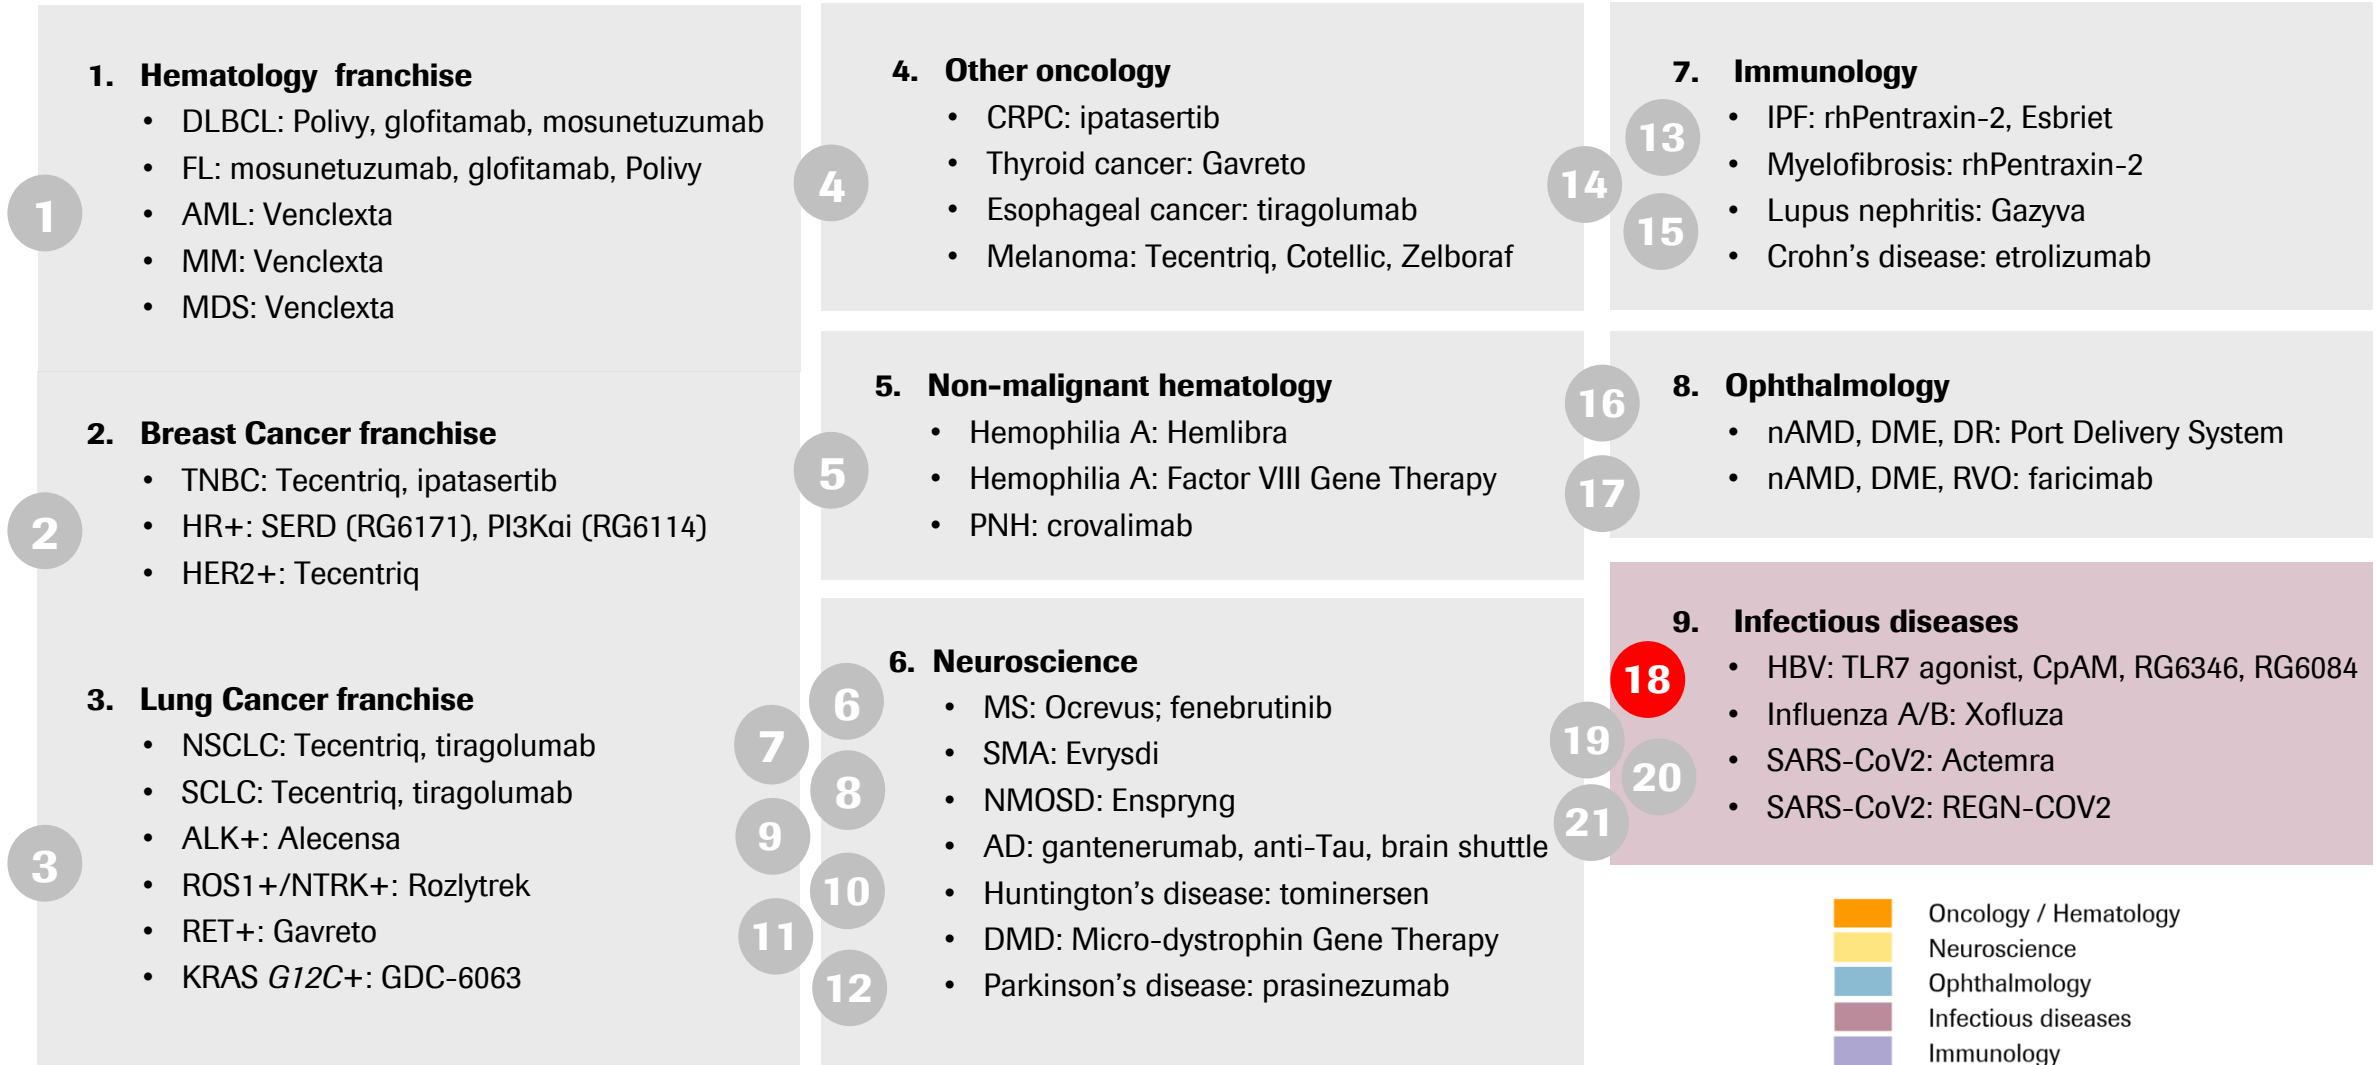 1. Hematology franchise
• DLBCL: Polivy, glofitamab, mosunetuzumab
• FL: mosunetuzumab, glofitamab, Polivy
• AML: Venclexta
• MM: Venclexta
• MDS: Venclexta
1
2. Breast Cancer franchise
• TNBC: Tecentriq, ipatasertib
• HR+: SERD (RG6171), PI3Kαi (RG6114)
• HER2+: Tecentriq
2
3. Lung Cancer franchise
• NSCLC: Tecentriq, tiragolumab
• SCLC: Tecentriq, tiragolumab
• ALK+: Alecensa
• ROS1+/NTRK+: Rozlytrek
• RET+: Gavreto
• KRAS G12C+: GDC-6063
3
4. Other oncology
• CRPC: ipatasertib
• Thyroid cancer: Gavreto
• Esophageal cancer: tiragolumab
• Melanoma: Tecentriq, Cotellic, Zelboraf
4
5. Non-malignant hematology
• Hemophilia A: Hemlibra
• Hemophilia A: Factor VIII Gene Therapy
• PNH: crovalimab
5
6. Neuroscience
• MS: Ocrevus; fenebrutinib
• SMA: Evrysdi
• NMOSD: Enspryng
• AD: gantenerumab, anti-Tau, brain shuttle
• Huntington's disease: tominersen
• DMD: Micro-dystrophin Gene Therapy
• Parkinson's disease: prasinezumab
6
7
8
9
10
11
12
7. Immunology
• IPF: rhPentraxin-2, Esbriet
• Myelofibrosis: rhPentraxin-2
• Lupus nephritis: Gazyva
• Crohn's disease: etrolizumab
13
14
15
8. Ophthalmology
• nAMD, DME, DR: Port Delivery System
• nAMD, DME, RVO: faricimab
16
17
9. Infectious diseases
• HBV: TLR7 agonist, CpAM, RG6346, RG6084
• Influenza A/B: Xofluza
• SARS-CoV2: Actemra
• SARS-CoV2: REGN-COV2
18
19
20
21
Oncology / Hematology
Neuroscience
Ophthalmology
Infectious diseases
Immunology